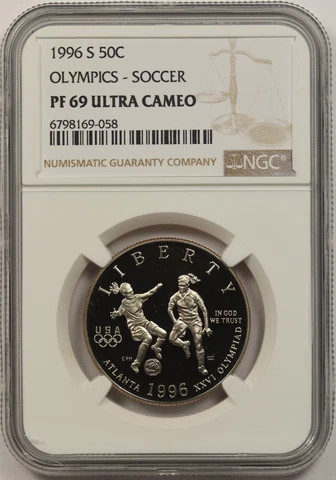 1996 S 50C
OLYMPICS - SOCCER
PF 69 ULTRA CAMEO
6798169-058
NUMISMATIC GUARANTY COMPANY
NGC
LIBERTY
IN GOD
WE TRUST
USA
ATLANTA 1996 XXVI OLYMPIAD